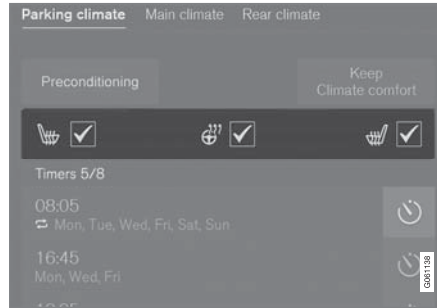 Parking climate Main climate Rear climate
Preconditioning
Keep
Climate comfort
Timers 5/8
08:05
Mon, Tue, Wed, Fri, Sat, Sun
16:45
Mon, Wed, Fri
G061138